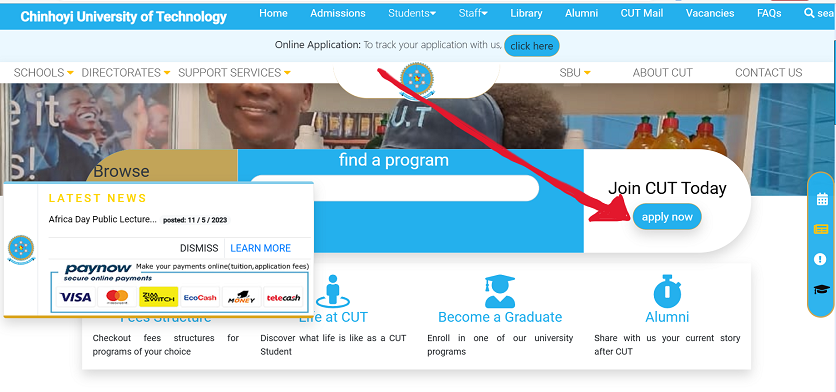 Chinhoyi University of Technology
Home Admissions Students Staff Library Alumni CUT Mail Vacancies FAQs sea
Online Application: To track your application with us, click here
SCHOOLS DIRECTORATES SUPPORT SERVICES SBU ABOUT CUT CONTACT US
e it
s!
U.T
Browse
find a program
Join CUT Today
apply now
LATEST NEWS
Africa Day Public Lecture... posted: 11 / 5 / 2023
DISMISS LEARN MORE
paynow Make your payments online(tuition,application fees)
secure online payments
VISA mastercard ZIMSWITCH EcoCash MONEY telecash
Fees Structure Life at CUT Become a Graduate Alumni
Checkout fees structures for Discover what life is like as a CUT Enroll in one of our university Share with us your current story
programs of your choice Student programs after CUT